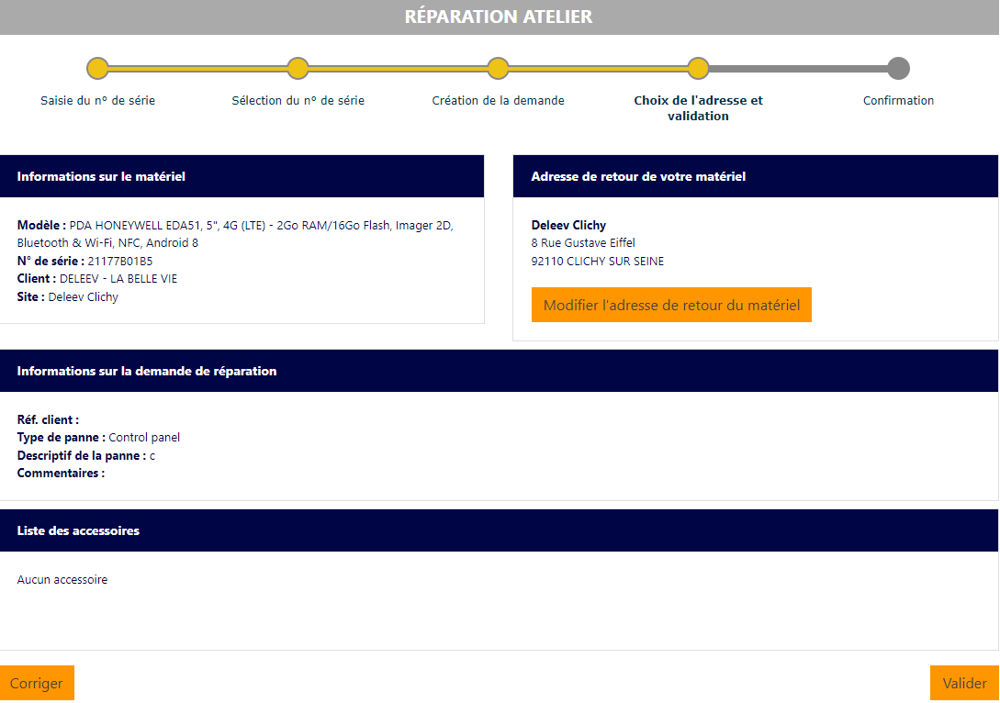 RÉPARATION ATELIER
Saisie du n° de série
Sélection du n° de série
Création de la demande
Choix de l'adresse et
validation
Confirmation
Informations sur le matériel
Modèle : PDA HONEYWELL EDA51, 5", 4G (LTE) - 2Go RAM/16Go Flash, Imager 2D,
Bluetooth & Wi-Fi, NFC, Android 8
N° de série : 21177B01B5
Client : DELEEV - LA BELLE VIE
Site : Deleev Clichy
Adresse de retour de votre matériel
Deleev Clichy
8 Rue Gustave Eiffel
92110 CLICHY SUR SEINE
Modifier l'adresse de retour du matériel
Informations sur la demande de réparation
Réf. client :
Type de panne : Control panel
Descriptif de la panne : c
Commentaires :
Liste des accessoires
Aucun accessoire
Corriger
Valider